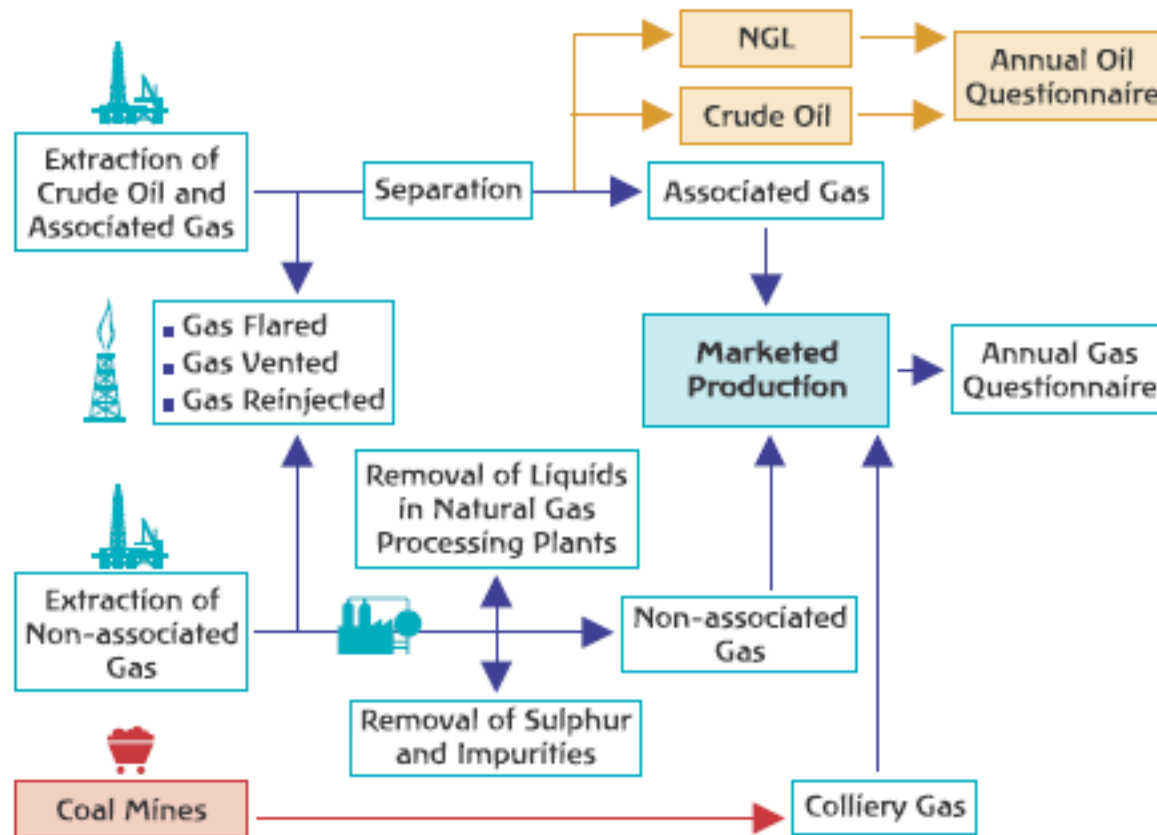 NGL
Annual Oil
Questionnaire
Crude Oil
Extraction of
Crude Oil and
Associated Gas
Separation
Associated Gas
▪ Gas Flared
▪ Gas Vented
▪ Gas Reinjected
Marketed
Production
Annual Gas
Questionnaire
Removal of Liquids
in Natural Gas
Processing Plants
Extraction of
Non-associated
Gas
Non-associated
Gas
Removal of Sulphur
and Impurities
Coal Mines
Colliery Gas